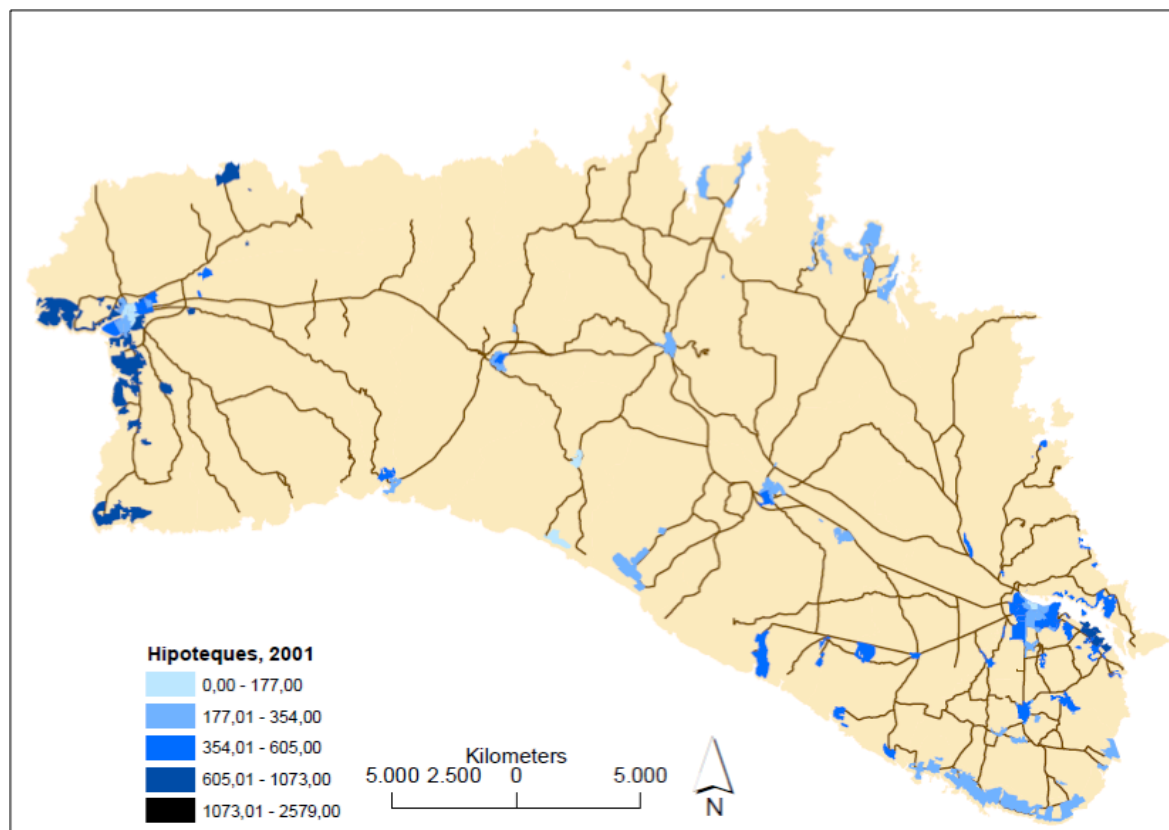 Hipoteques, 2001
0,00 - 177,00
177,01 - 354,00
354,01 - 605,00
605,01 - 1073,00
1073,01 - 2579,00
Kilometers
5.000 2.500 0 5.000
N